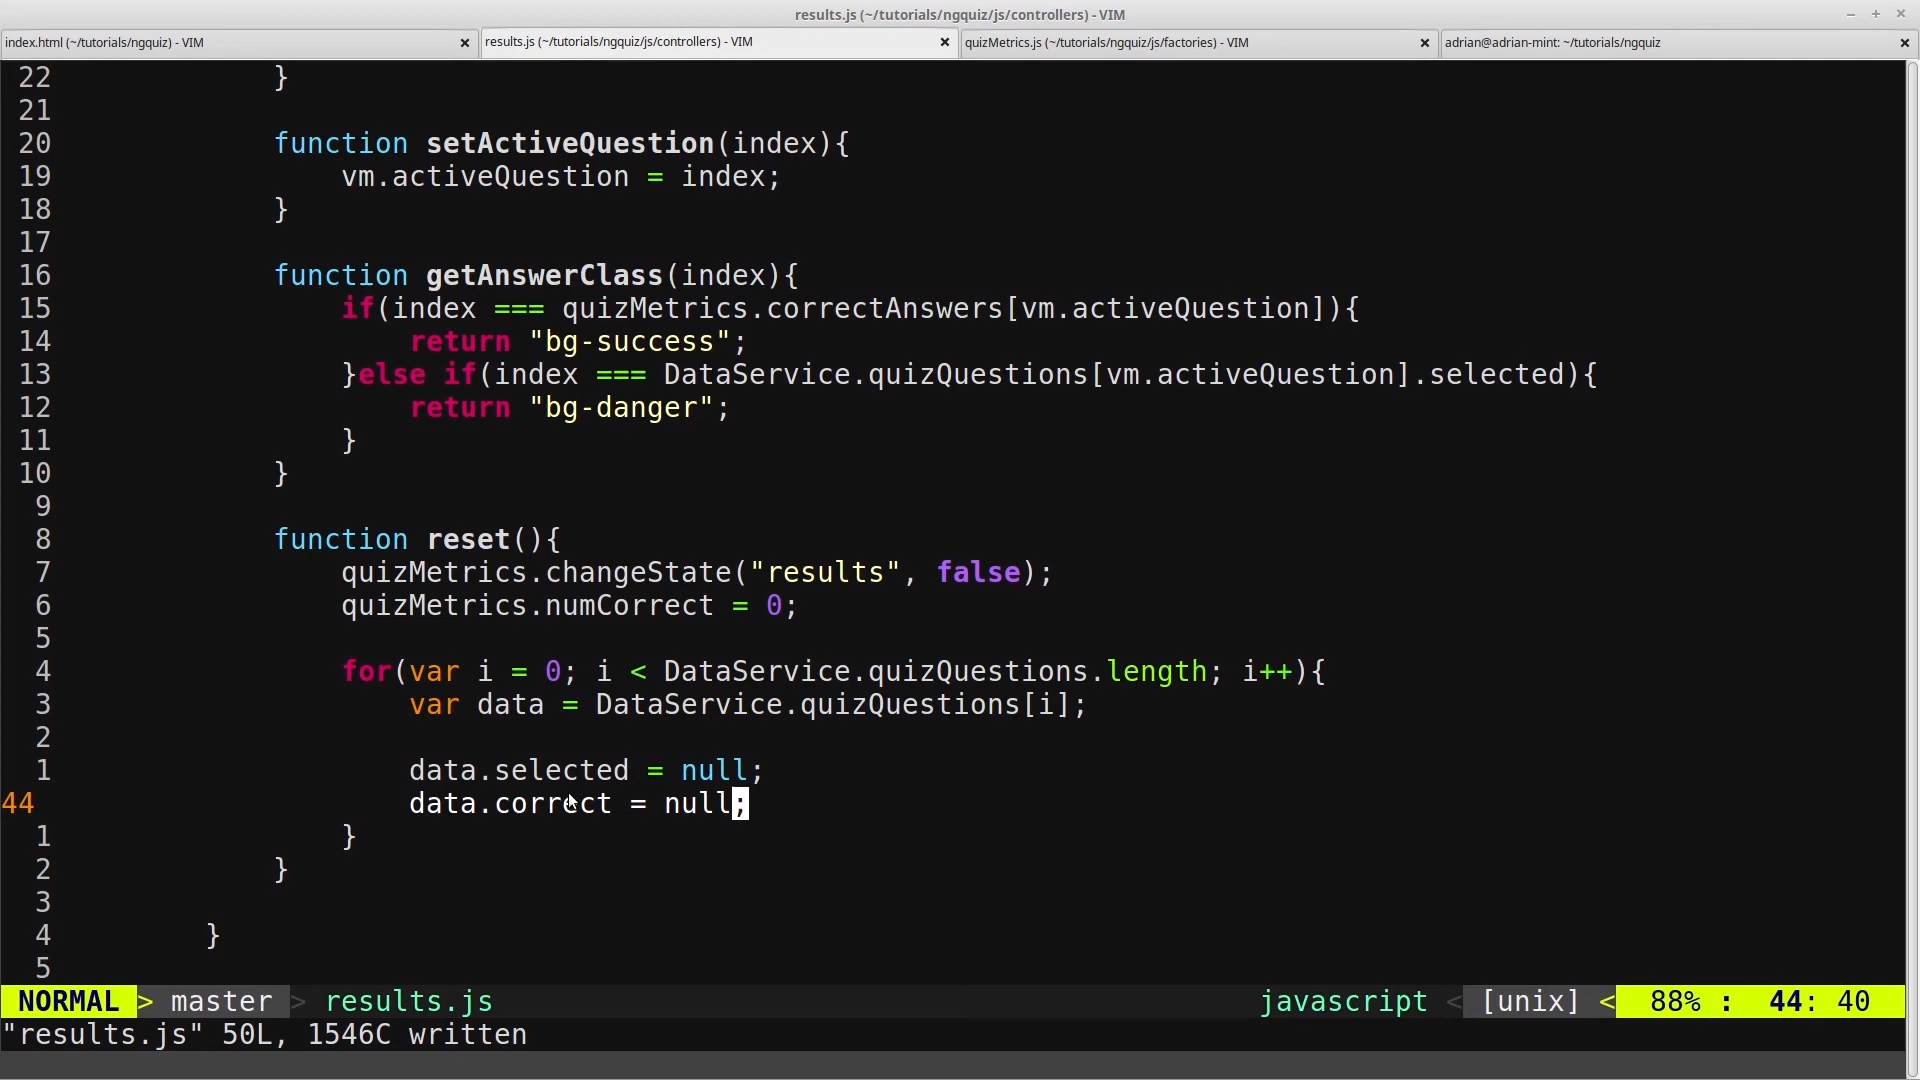 results.js (~/tutorials/ngquiz/js/controllers) - VIM
index.html (~/tutorials/ngquiz) - VIM
results.js (~/tutorials/ngquiz/js/controllers) - VIM
quizMetrics.js (~/tutorials/ngquiz/js/factories) - VIM
adrian@adrian-mint: ~/tutorials/ngquiz
22 }
21
20 function setActiveQuestion(index){
19 vm.activeQuestion = index;
18 }
17
16 function getAnswerClass(index){
15 if(index === quizMetrics.correctAnswers[vm.activeQuestion]){
14 return "bg-success";
13 }else if(index === DataService.quizQuestions[vm.activeQuestion].selected){
12 return "bg-danger";
11 }
10 }
9
8 function reset(){
7 quizMetrics.changeState("results", false);
6 quizMetrics.numCorrect = 0;
5
4 for(var i = 0; i < DataService.quizQuestions.length; i++){
3 var data = DataService.quizQuestions[i];
2
1 data.selected = null;
44 data.correct = null;
1 }
2 }
3
4 }
5
NORMAL > master > results.js javascript < [unix] < 88% : 44: 40
"results.js" 50L, 1546C written